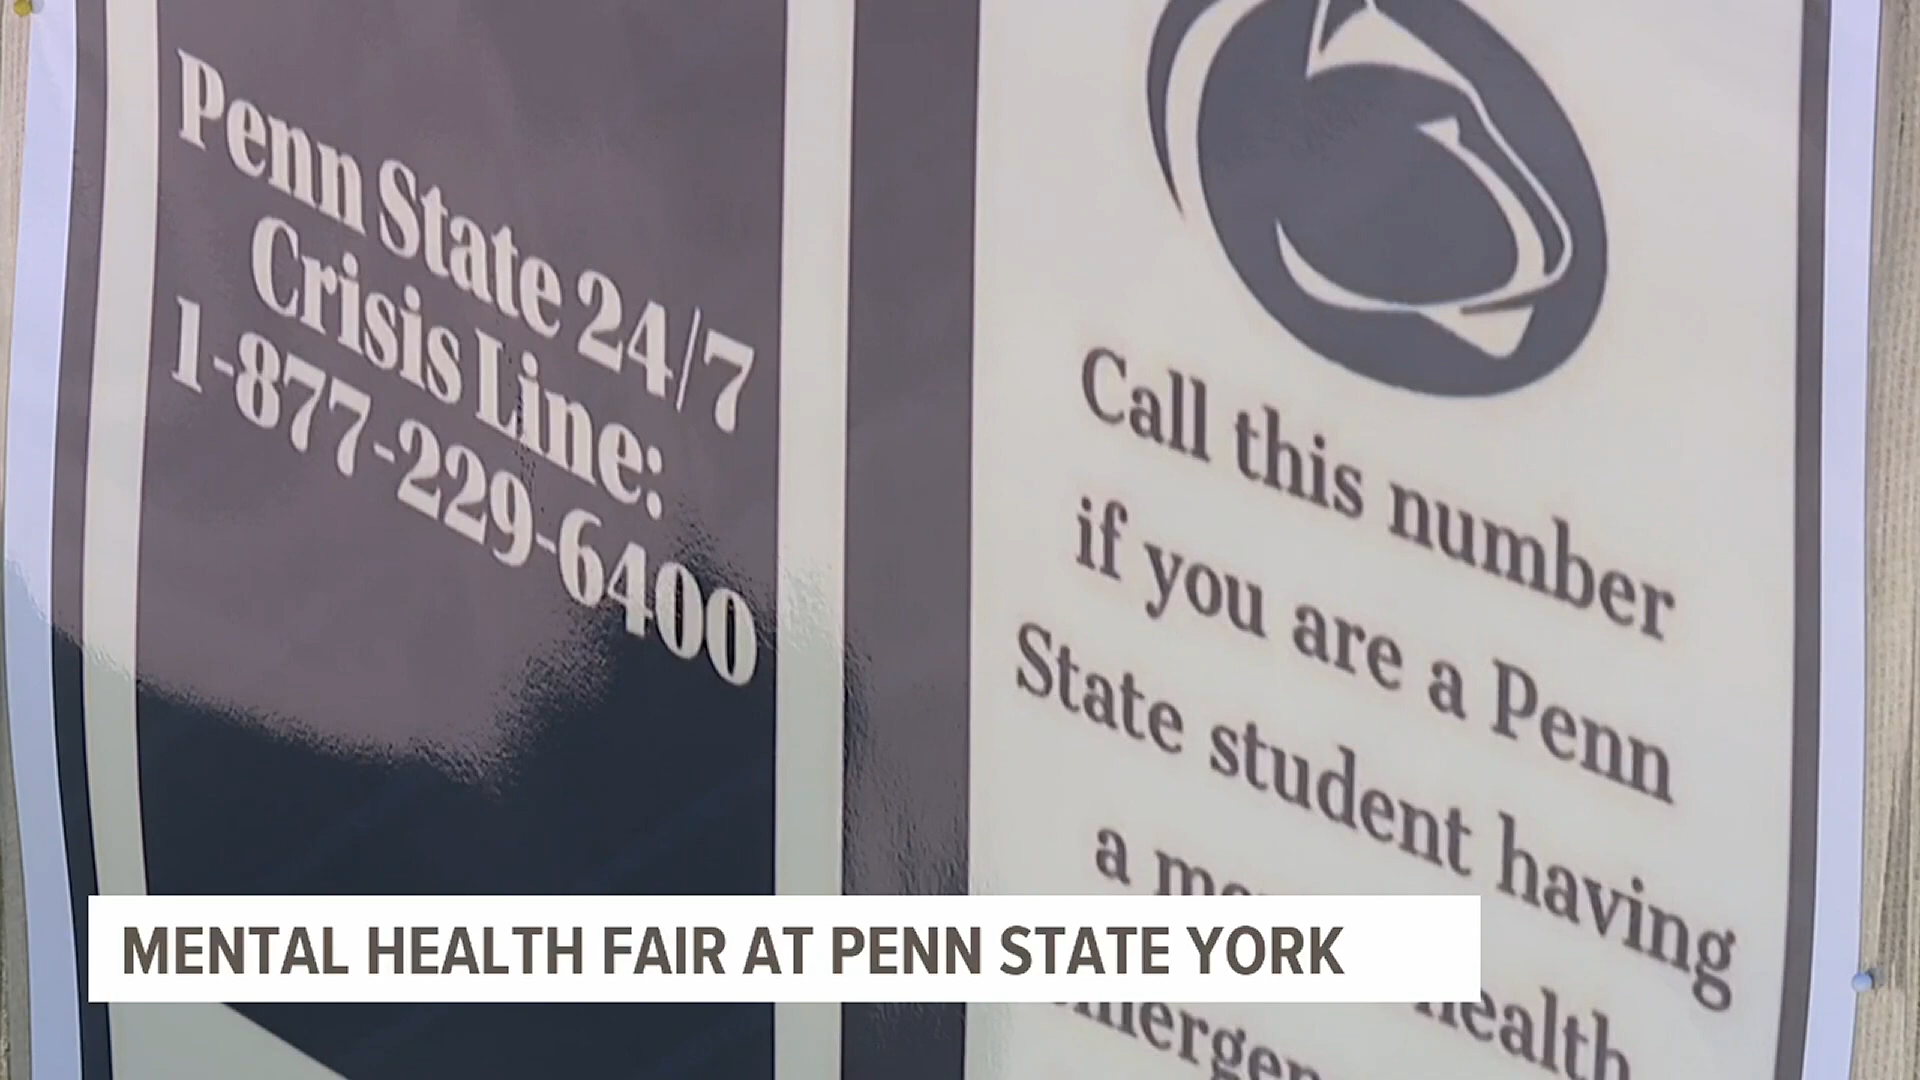 Penn State 24/7
Crisis Line:
1-877-229-6400
Call this number
if you are a Penn
State student having
a
health
MENTAL HEALTH FAIR AT PENN STATE YORK